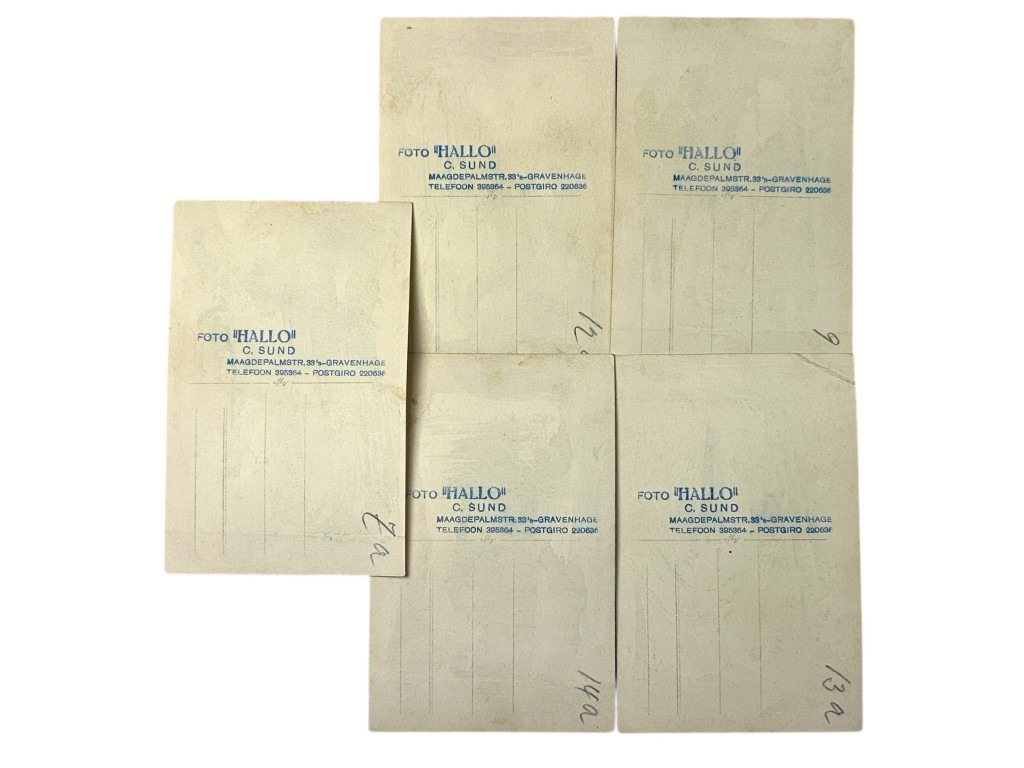 FOTO "HALLO"
C. SUND
MAAGDEPALMSTR.33 's-GRAVENHAGE
TELEFOON 395364 - POSTGIRO 220636
12
FOTO "HALLO"
C. SUND
MAAGDEPALMSTR.33 's-GRAVENHAGE
TELEFOON 395364 - POSTGIRO 220636
9
FOTO "HALLO"
C. SUND
MAAGDEPALMSTR.33 's-GRAVENHAGE
TELEFOON 395364 - POSTGIRO 220636
7a
FOTO "HALLO"
C. SUND
MAAGDEPALMSTR.33 's-GRAVENHAGE
TELEFOON 395364 - POSTGIRO 220636
14a
FOTO "HALLO"
C. SUND
MAAGDEPALMSTR.33 's-GRAVENHAGE
TELEFOON 395364 - POSTGIRO 220636
13a